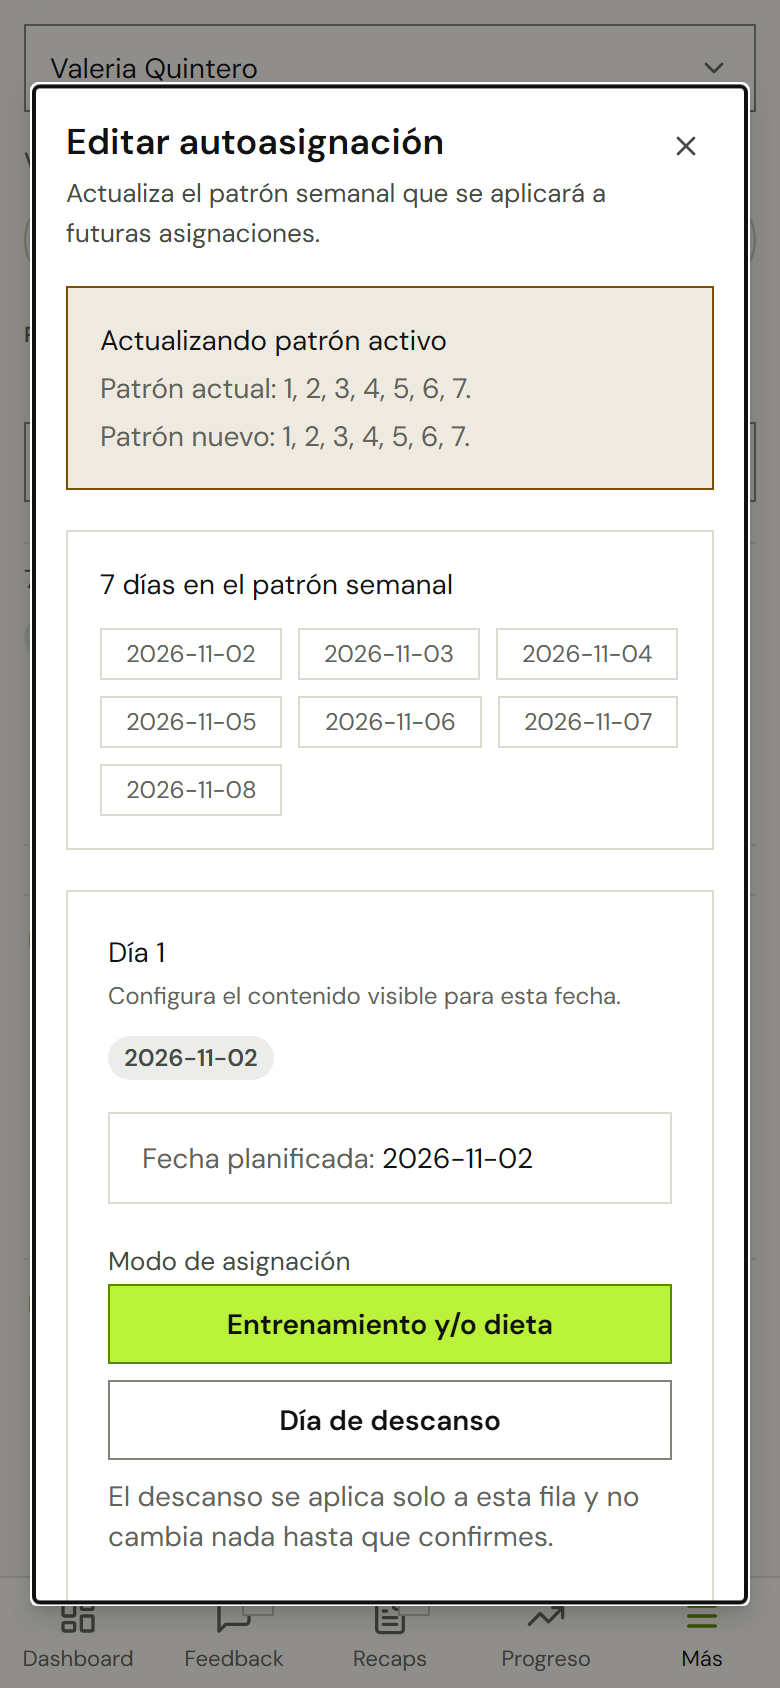 Valeria Quintero
Editar autoasignación
Actualiza el patrón semanal que se aplicará a
futuras asignaciones.
Actualizando patrón activo
Patrón actual: 1, 2, 3, 4, 5, 6, 7.
Patrón nuevo: 1, 2, 3, 4, 5, 6, 7.
7 días en el patrón semanal
2026-11-02 2026-11-03 2026-11-04
2026-11-05 2026-11-06 2026-11-07
2026-11-08
Día 1
Configura el contenido visible para esta fecha.
2026-11-02
Fecha planificada: 2026-11-02
Modo de asignación
Entrenamiento y/o dieta
Día de descanso
El descanso se aplica solo a esta fila y no
cambia nada hasta que confirmes.
Dashboard Feedback Recaps Progreso Más